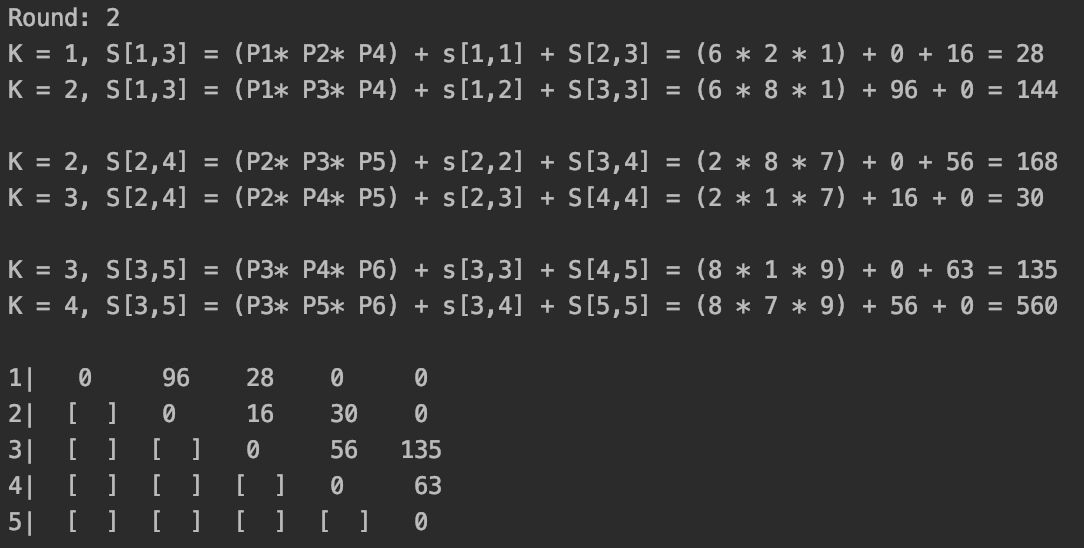 Round: 2
K = 1, S[1,3] = (P1* P2* P4) + s[1,1] + S[2,3] = (6 * 2 * 1) + 0 + 16 = 28
K = 2, S[1,3] = (P1* P3* P4) + s[1,2] + S[3,3] = (6 * 8 * 1) + 96 + 0 = 144
K = 2, S[2,4] = (P2* P3* P5) + s[2,2] + S[3,4] = (2 * 8 * 7) + 0 + 56 = 168
K = 3, S[2,4] = (P2* P4* P5) + s[2,3] + S[4,4] = (2 * 1 * 7) + 16 + 0 = 30
K = 3, S[3,5] = (P3* P4* P6) + s[3,3] + S[4,5] = (8 * 1 * 9) + 0 + 63 = 135
K = 4, S[3,5] = (P3* P5* P6) + s[3,4] + S[5,5] = (8 * 7 * 9) + 56 + 0 = 560
1|   0     96    28    0     0
2|  [  ]   0     16    30    0
3|  [  ]  [  ]   0     56   135
4|  [  ]  [  ]  [  ]   0     63
5|  [  ]  [  ]  [  ]  [  ]   0